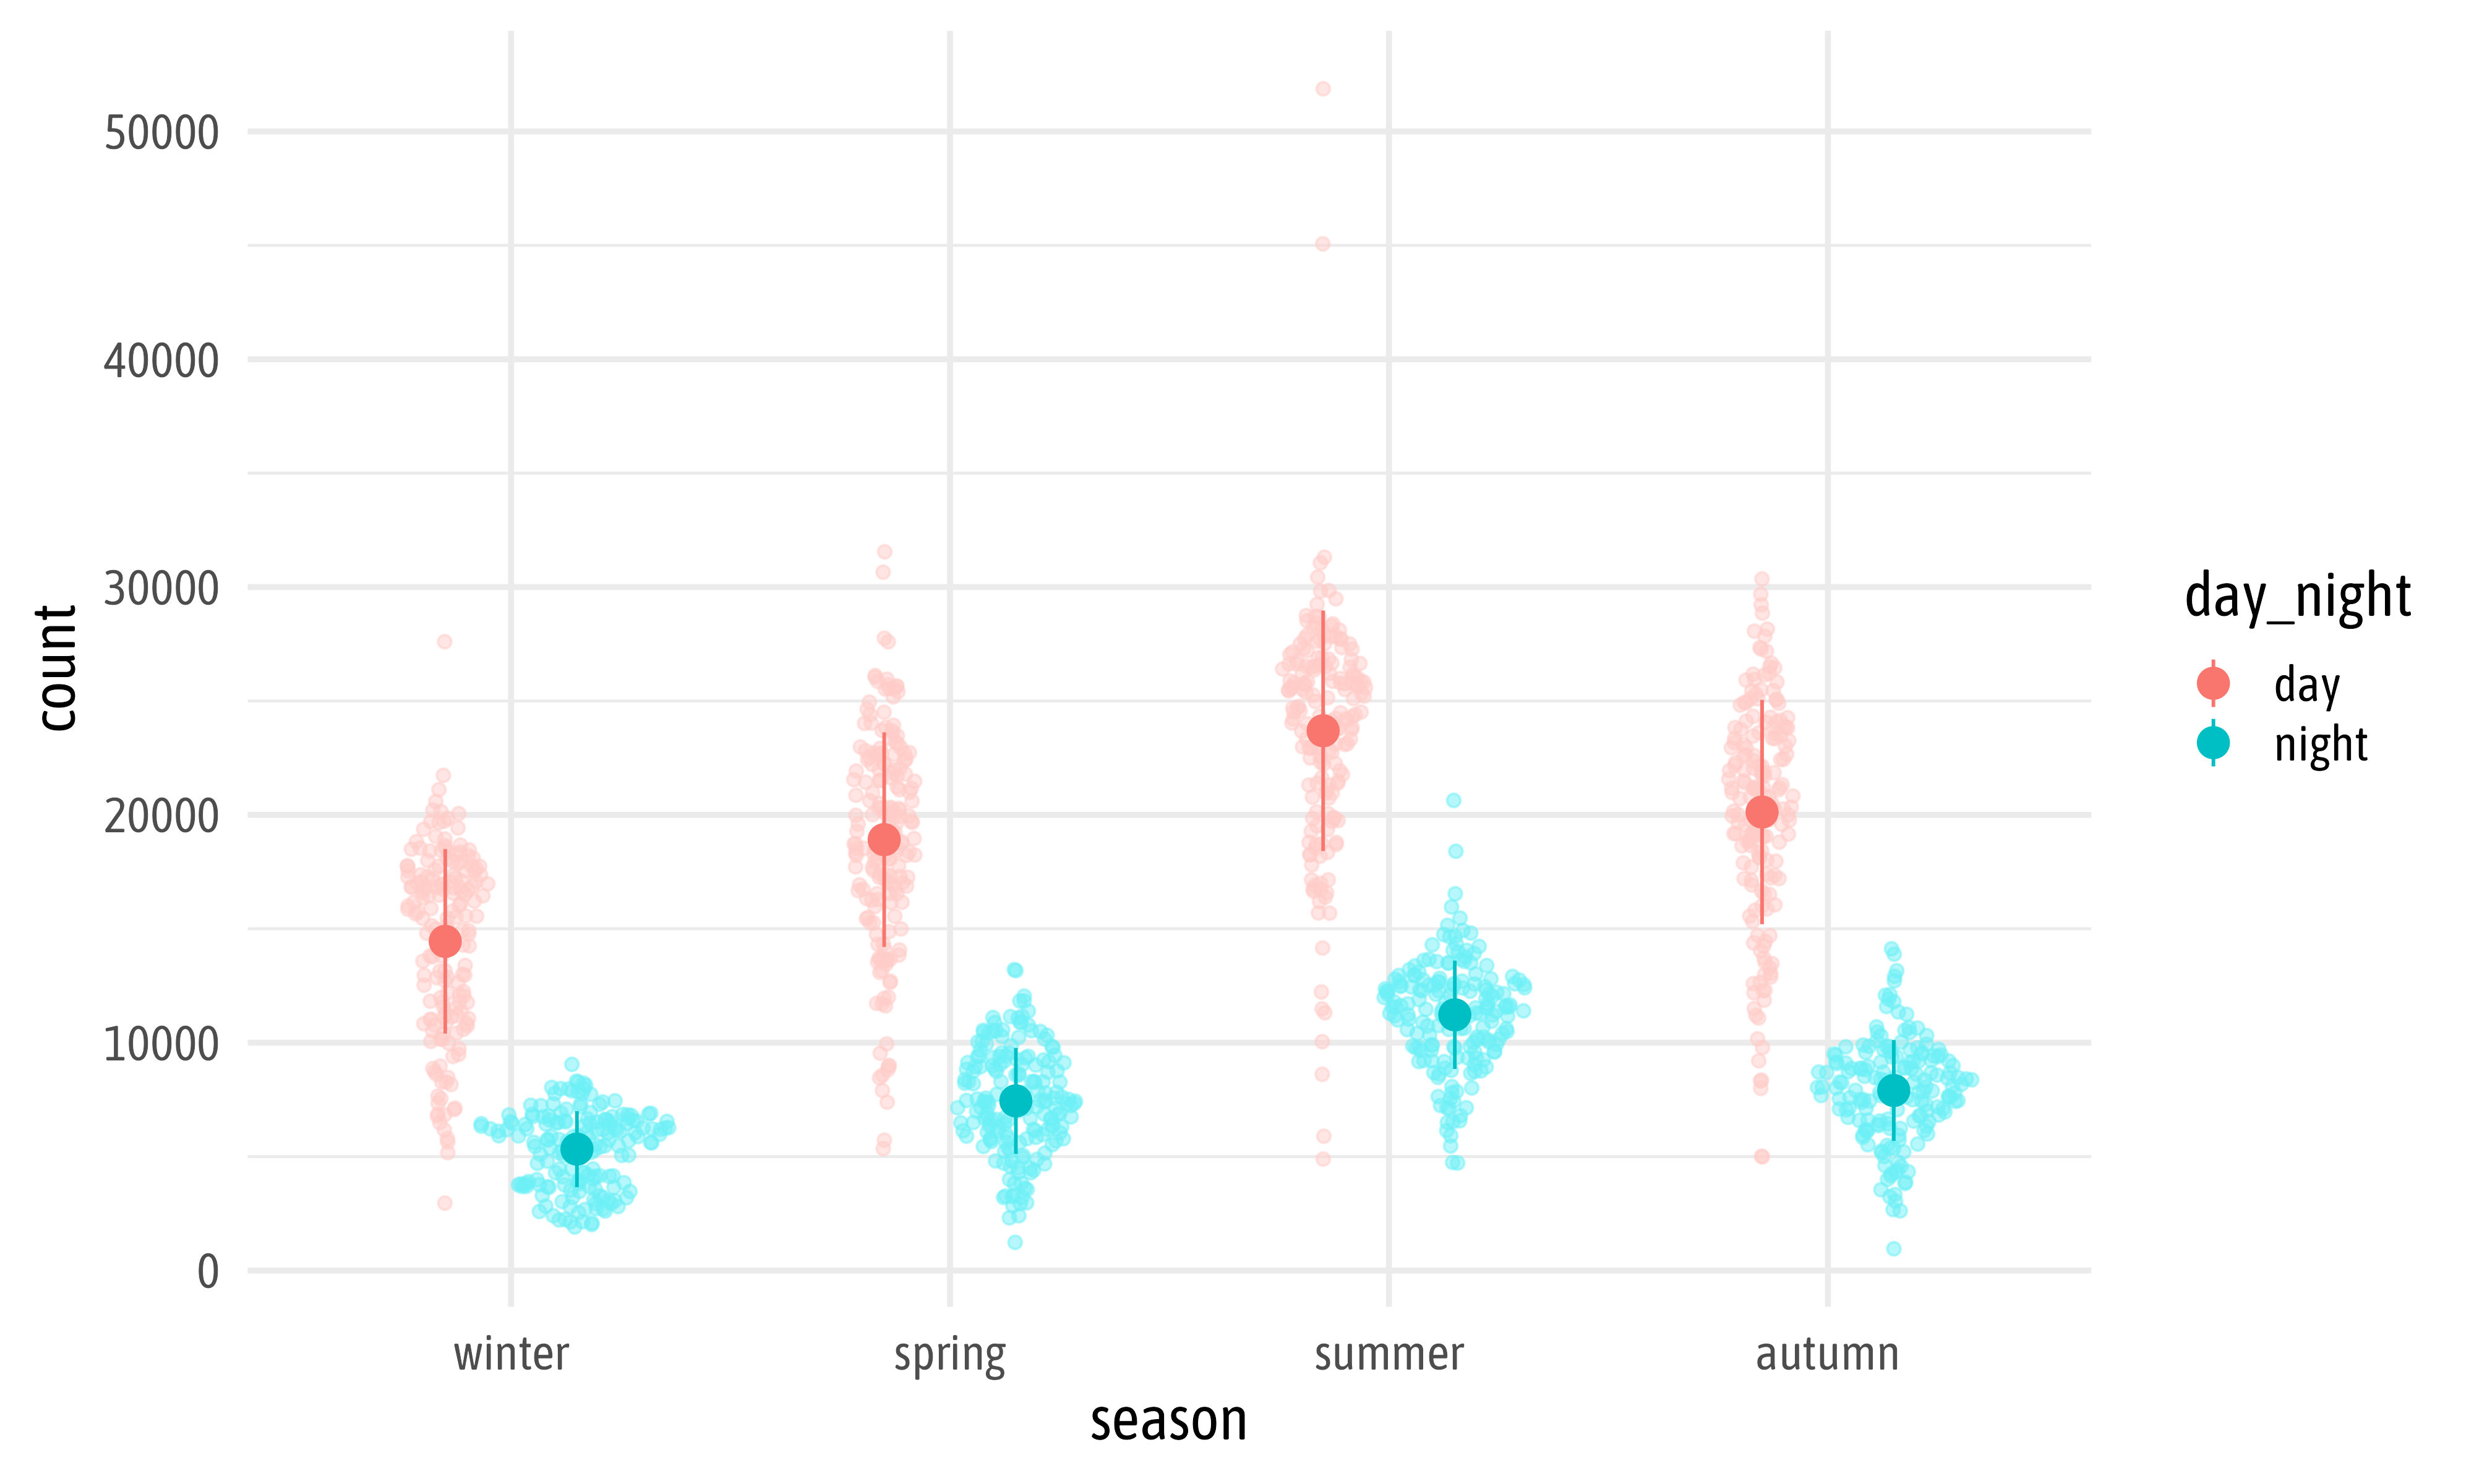 50000
40000
30000
20000
10000
0
count
winter
spring
summer
autumn
season
day_night
day
night